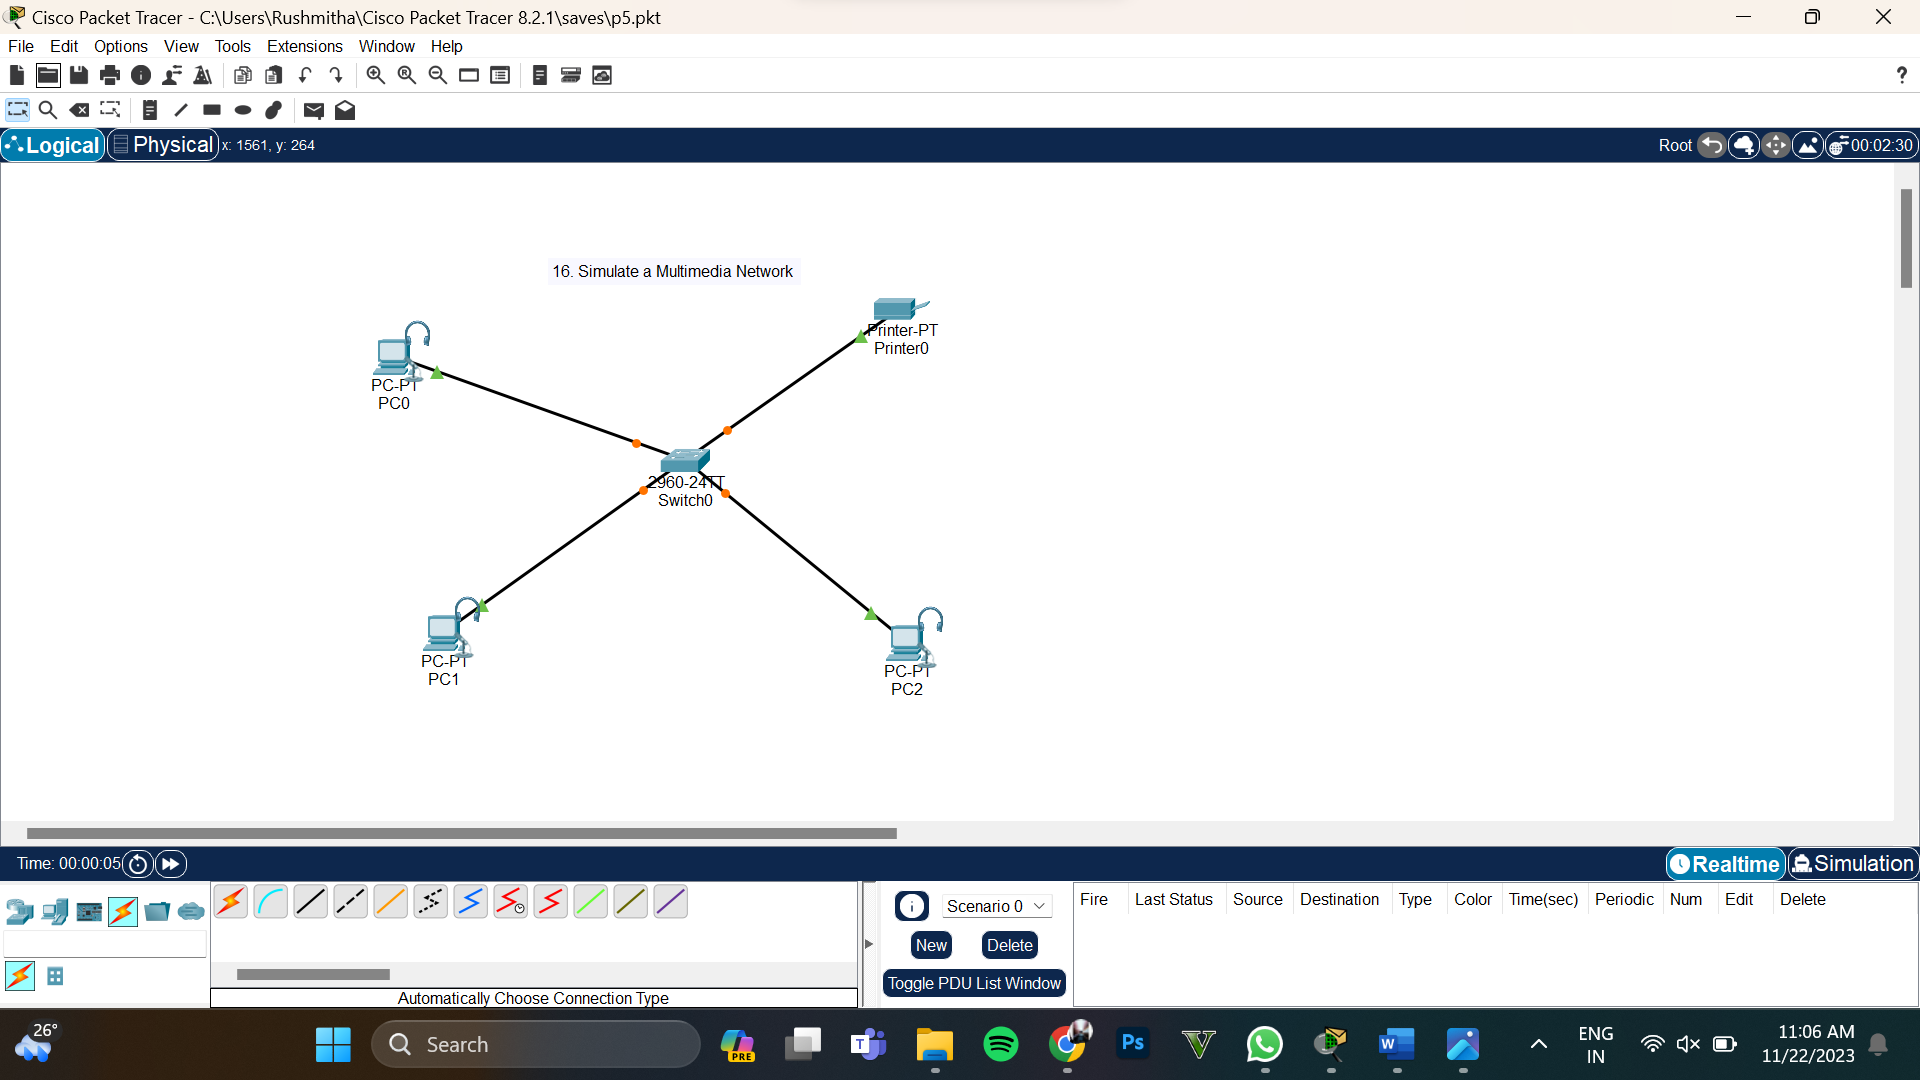 Cisco Packet Tracer - C:\Users\Rushmitha\Cisco Packet Tracer 8.2.1\saves\p5.pkt
File Edit Options View Tools Extensions Window Help
?
Logical Physical x: 1561, y: 264 Root 00:02:30
16. Simulate a Multimedia Network
Printer-PT
Printer0
PC-PT
PC0
2960-24TT
Switch0
PC-PT
PC1
PC-PT
PC2
Time: 00:00:05 Realtime Simulation
Scenario 0
New Delete
Toggle PDU List Window
Fire Last Status Source Destination Type Color Time(sec) Periodic Num Edit Delete
Automatically Choose Connection Type
26°
Search
PRE
T
Ps
V
W
ENG
IN
11:06 AM
11/22/2023